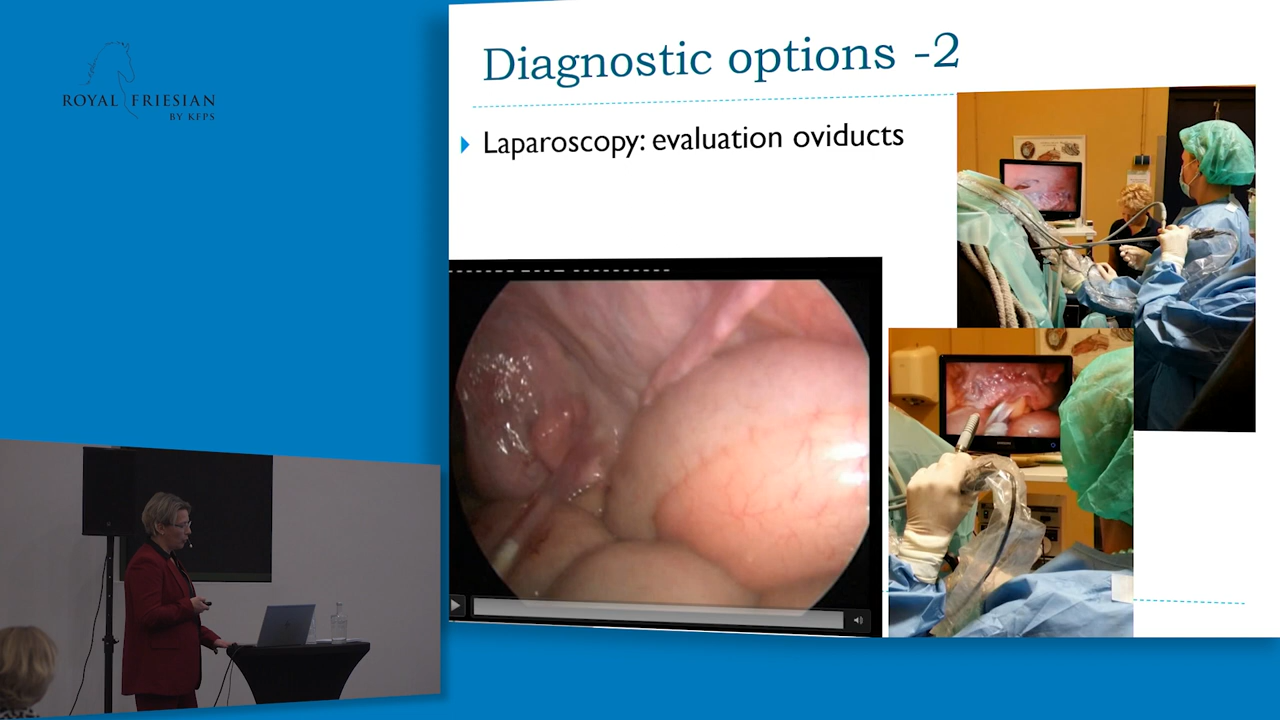 ROYAL FRIESIAN
BY KFPS
Diagnostic options -2
Laparoscopy: evaluation oviducts